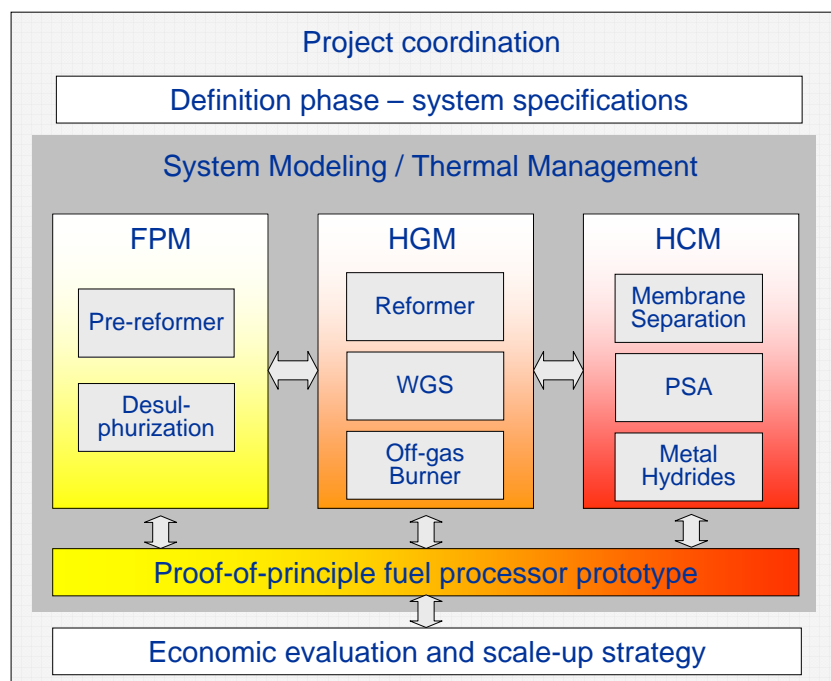 Project coordination
Definition phase – system specifications
System Modeling / Thermal Management
FPM
Pre-reformer
Desul-
phurization
HGM
Reformer
WGS
Off-gas
Burner
HCM
Membrane
Separation
PSA
Metal
Hydrides
Proof-of-principle fuel processor prototype
Economic evaluation and scale-up strategy